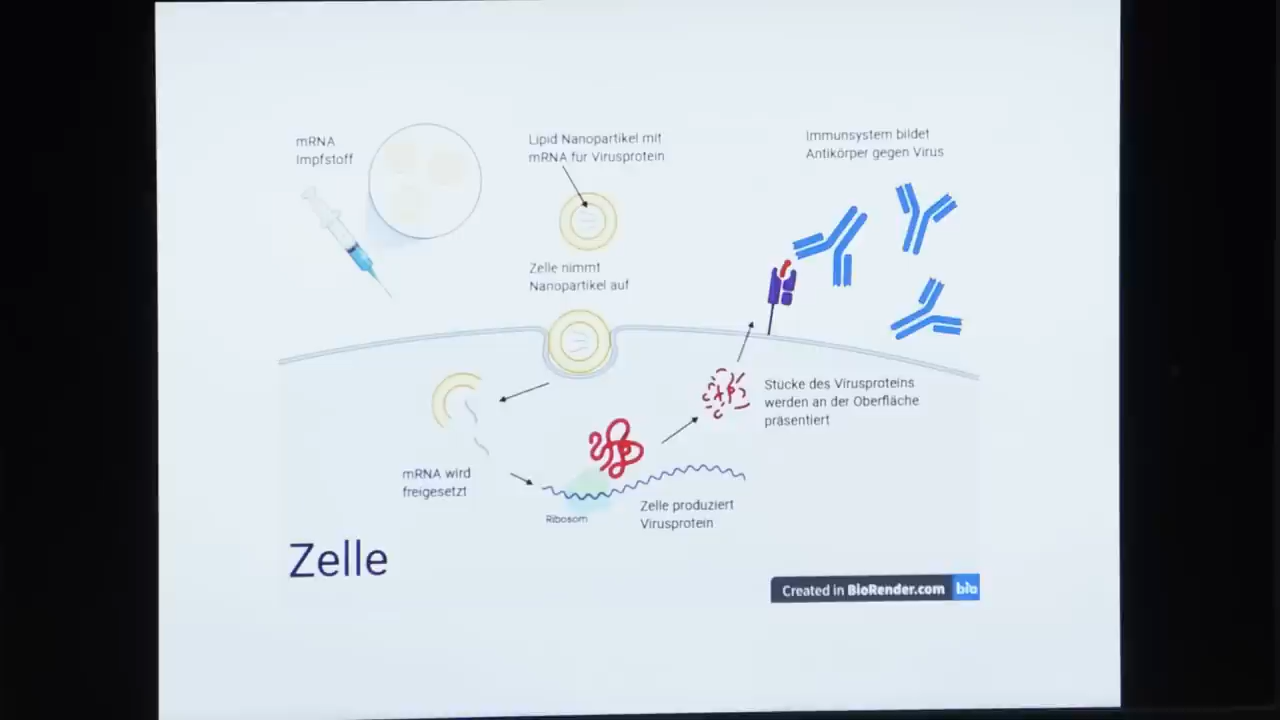 mRNA
Impfstoff
Lipid Nanopartikel mit
mRNA für Virusprotein
Immunsystem bildet
Antikörper gegen Virus
Zelle nimmt
Nanopartikel auf
Stücke des Virusproteins
werden an der Oberfläche
präsentiert
mRNA wird
freigesetzt
Ribosom
Zelle produziert
Virusprotein
Zelle
Created in BioRender.com bio